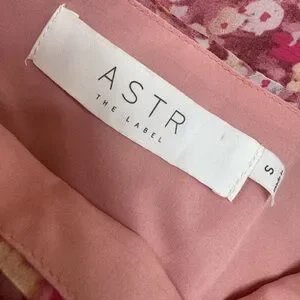 ASTR
THE LABEL
S